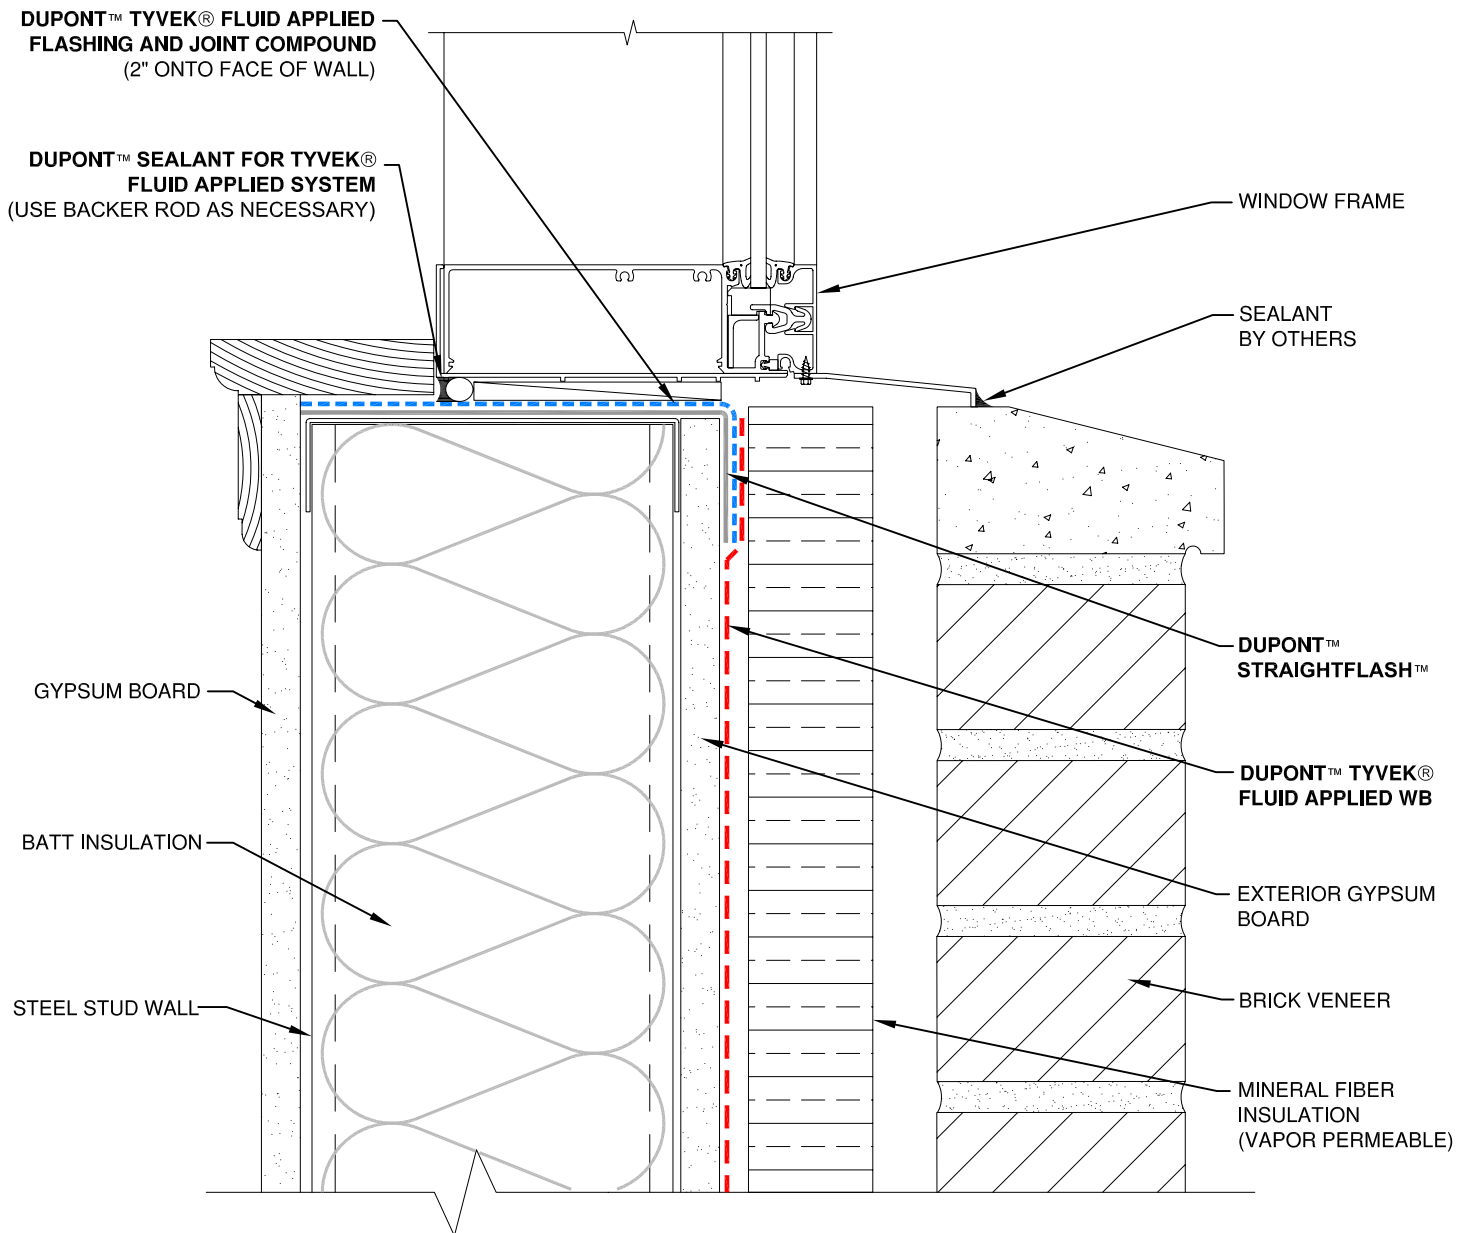 DUPONT™ TYVEK® FLUID APPLIED
FLASHING AND JOINT COMPOUND
(2" ONTO FACE OF WALL)
DUPONT™ SEALANT FOR TYVEK®
FLUID APPLIED SYSTEM
(USE BACKER ROD AS NECESSARY)
WINDOW FRAME
SEALANT
BY OTHERS
DUPONT™
STRAIGHTFLASH™
GYPSUM BOARD
DUPONT™ TYVEK®
FLUID APPLIED WB
BATT INSULATION
EXTERIOR GYPSUM
BOARD
STEEL STUD WALL
BRICK VENEER
MINERAL FIBER
INSULATION
(VAPOR PERMEABLE)